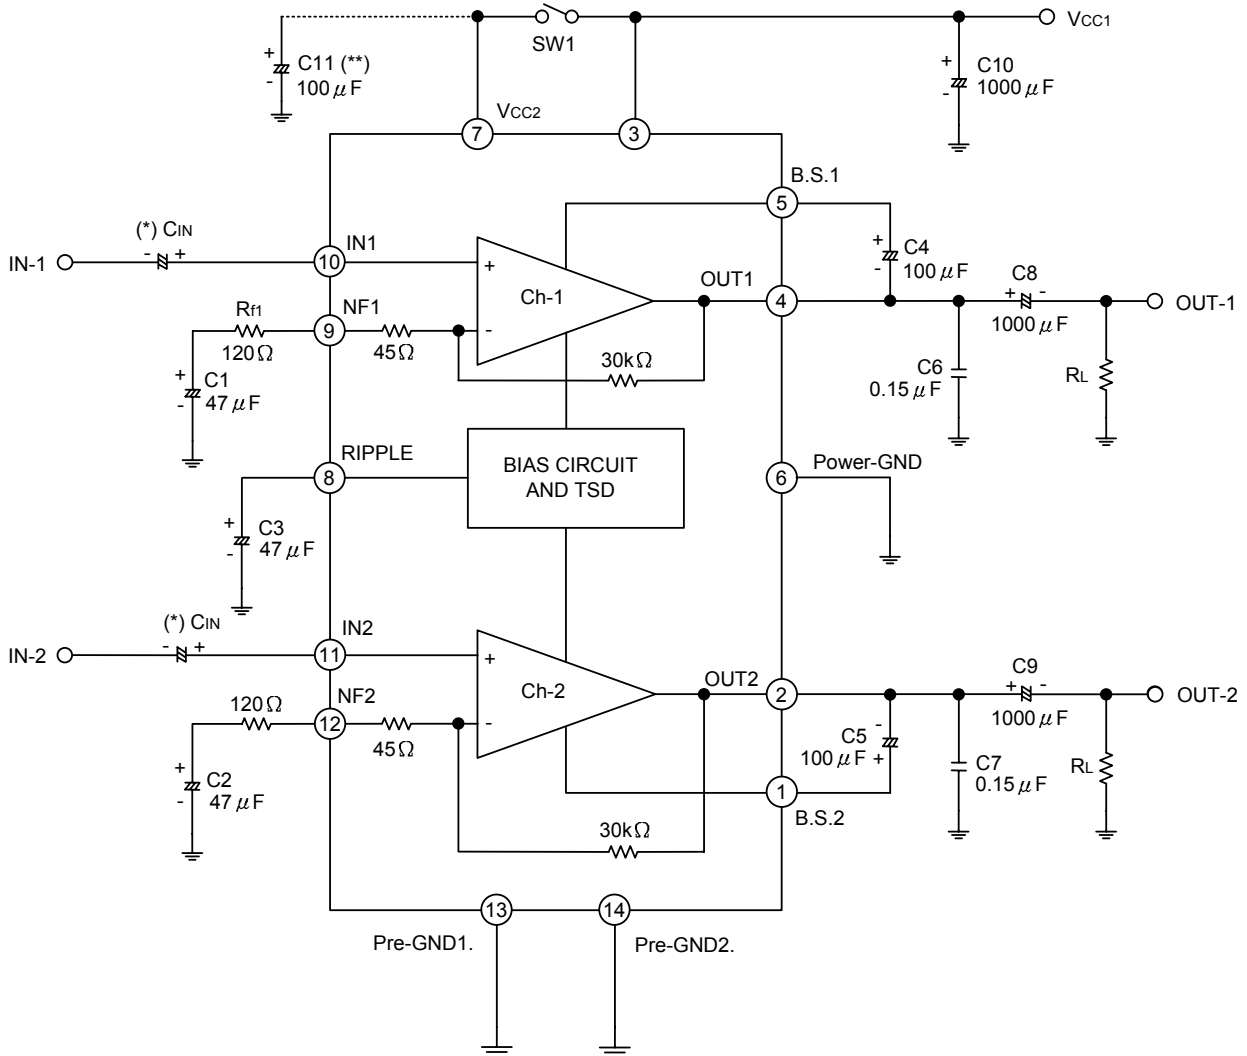 VCC1
SW1
+
C11 (**)
-
100 μF
+
C10
-
1000 μF
VCC2
7
3
B.S.1
5
(*) CIN
- +
IN-1
IN1
10
+
Ch-1
OUT1
4
+
C4
-
100 μF
C8
+ -
1000 μF
OUT-1
Rf1
120Ω
NF1
9
45Ω
-
30kΩ
+
C1
-
47 μF
C6
0.15 μF
RL
RIPPLE
8
BIAS CIRCUIT
AND TSD
Power-GND
6
+
C3
-
47 μF
(*) CIN
- +
IN-2
IN2
11
+
Ch-2
OUT2
2
C9
+ -
1000 μF
OUT-2
120Ω
NF2
12
45Ω
-
-
C5
100 μF
+
C7
0.15 μF
RL
+
C2
-
47 μF
1
B.S.2
30kΩ
13
14
Pre-GND1.
Pre-GND2.